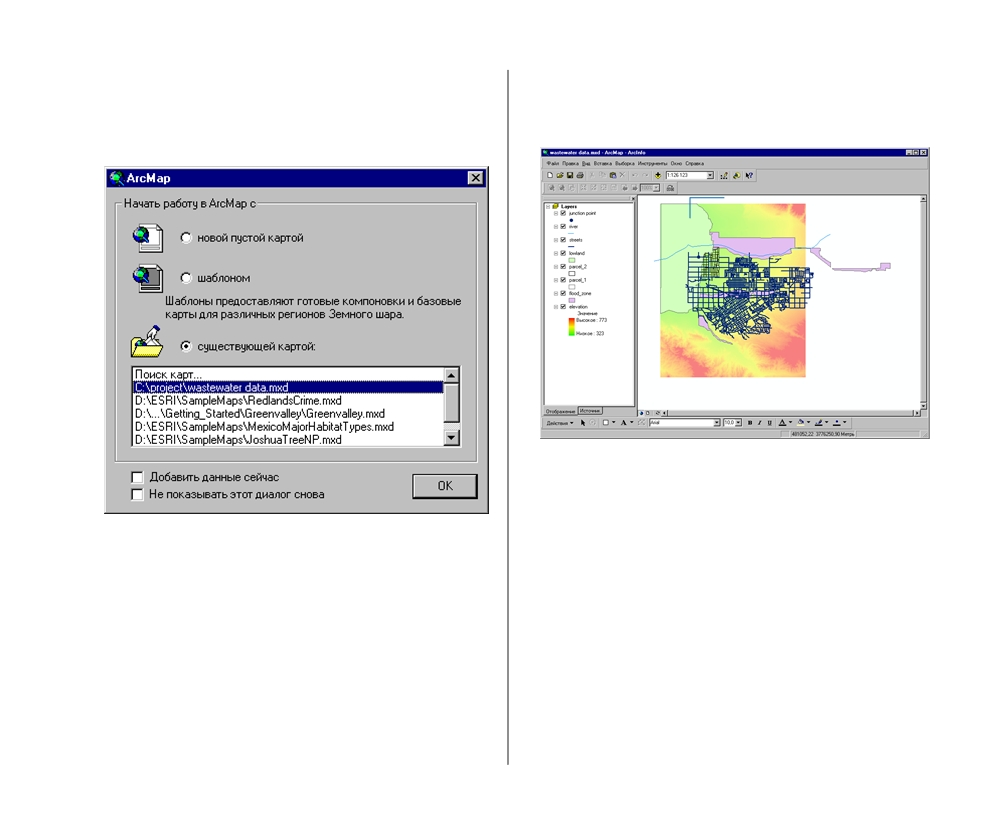 ArcMap
Начать работу в ArcMap с
новой пустой картой
шаблоном
Шаблоны предоставляют готовые компоновки и базовые
карты для различных регионов Земного шара.
существующей картой:
Поиск карт...
C:\project\wastewater data.mxd
D:\ESRI\SampleMaps\RedlandsCrime.mxd
D:\...\Getting_Started\Greenvalley\Greenvalley.mxd
D:\ESRI\SampleMaps\MexicoMajorHabitatTypes.mxd
D:\ESRI\SampleMaps\JoshuaTreeNP.mxd
Добавить данные сейчас
Не показывать этот диалог снова
OK
wastewater data.mxd - ArcMap - ArcInfo
Файл Правка Вид Вставка Выборка Инструменты Окно Справка
1:126.123
Layers
junction point
river
streets
lowland
parcel_2
parcel_1
flood_zone
elevation
Значение
Высокое : 773
Низкое : 323
Отображение Источник
Действия A Arial 10.0 B I U A
481052,22 3776250,90 Метры